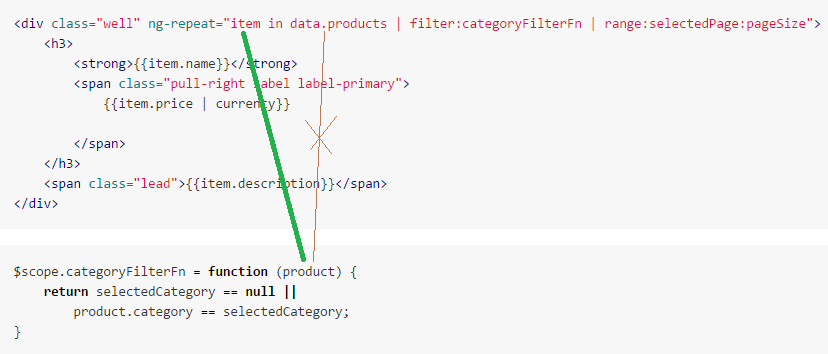 <div class="well" ng-repeat="item in data.products | filter:categoryFilterFn | range:selectedPage:pageSize">
<h3>
<strong>{{item.name}}</strong>
<span class="pull-right label label-primary">
{{item.price | currency}}
</span>
</h3>
<span class="lead">{{item.description}}</span>
</div>
$scope.categoryFilterFn = function (product) {
return selectedCategory == null ||
product.category == selectedCategory;
}